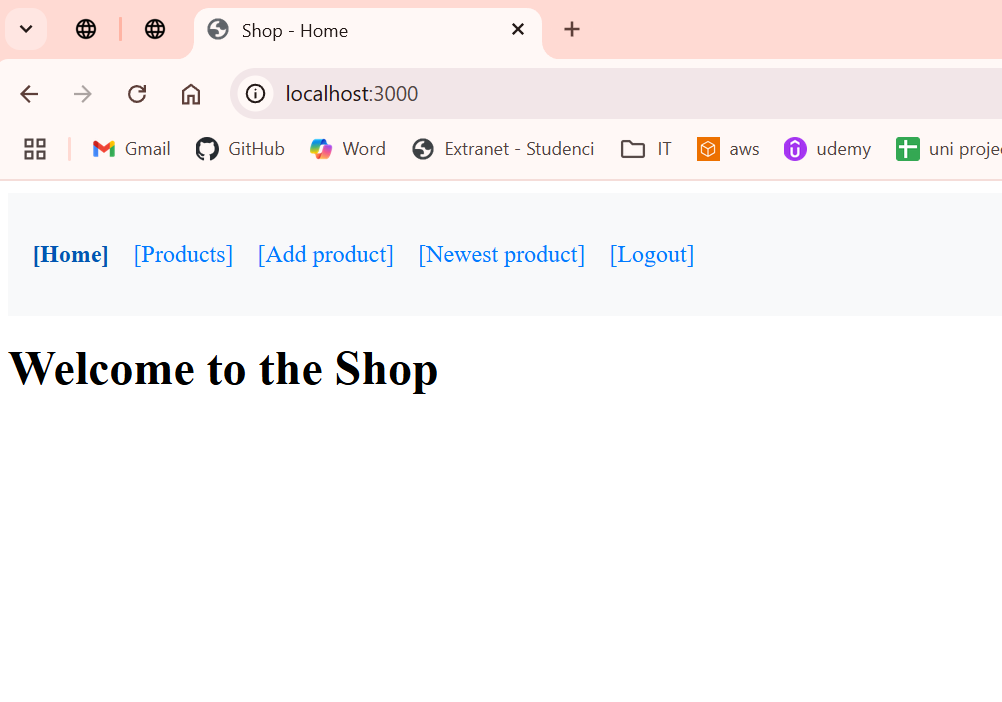 Shop - Home
localhost:3000
Gmail GitHub Word Extranet - Studenci IT aws udemy uni proje
[Home] [Products] [Add product] [Newest product] [Logout]
Welcome to the Shop